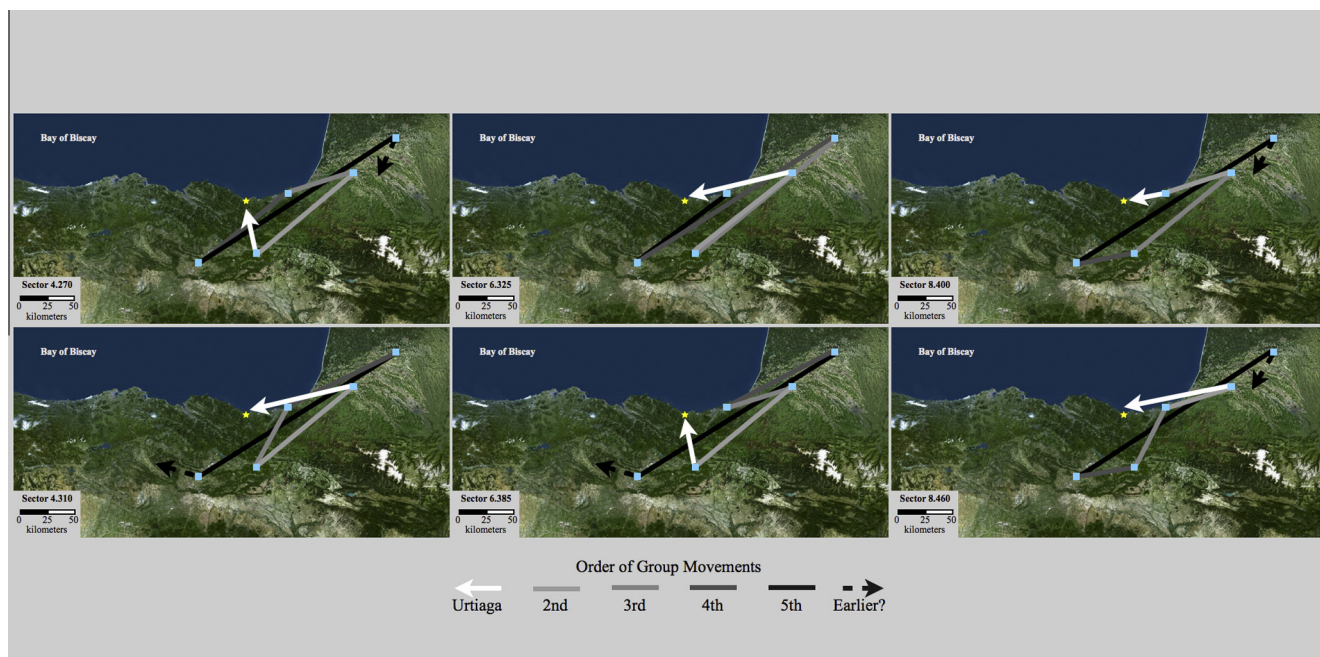 Bay of Biscay
Bay of Biscay
Bay of Biscay
Sector 4.270
0 25 50
kilometers
Sector 6.325
0 25 50
kilometers
Sector 8.400
0 25 50
kilometers
Bay of Biscay
Bay of Biscay
Bay of Biscay
Sector 4.310
0 25 50
kilometers
Sector 6.385
0 25 50
kilometers
Sector 8.460
0 25 50
kilometers
Order of Group Movements
Urtiaga 2nd 3rd 4th 5th Earlier?